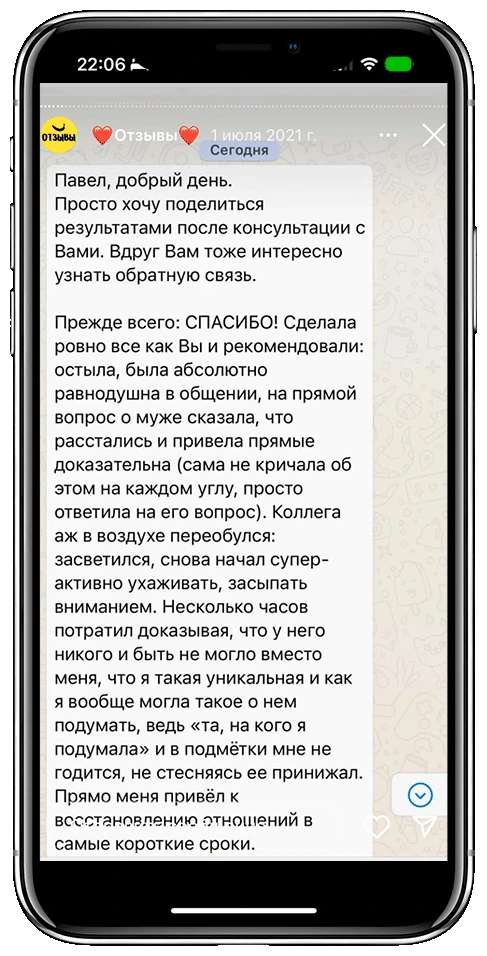 22:06
ОТЗЫВЫ
❤️Отзывы❤️ 1 июля 2021 г.
Сегодня
Павел, добрый день.
Просто хочу поделиться
результатами после консультации с
Вами. Вдруг Вам тоже интересно
узнать обратную связь.
Прежде всего: СПАСИБО! Сделала
ровно все как Вы и рекомендовали:
остыла, была абсолютно
равнодушна в общении, на прямой
вопрос о муже сказала, что
расстались и привела прямые
доказательна (сама не кричала об
этом на каждом углу, просто
ответила на его вопрос). Коллега
аж в воздухе переобулся:
засветился, снова начал супер-
активно ухаживать, засыпать
вниманием. Несколько часов
потратил доказывая, что у него
никого и быть не могло вместо
меня, что я такая уникальная и как
я вообще могла такое о нем
подумать, ведь «та, на кого я
подумала» и в подмётки мне не
годится, не стесняясь ее принижал.
Прямо меня привёл к
восстановлению отношений в
самые короткие сроки.